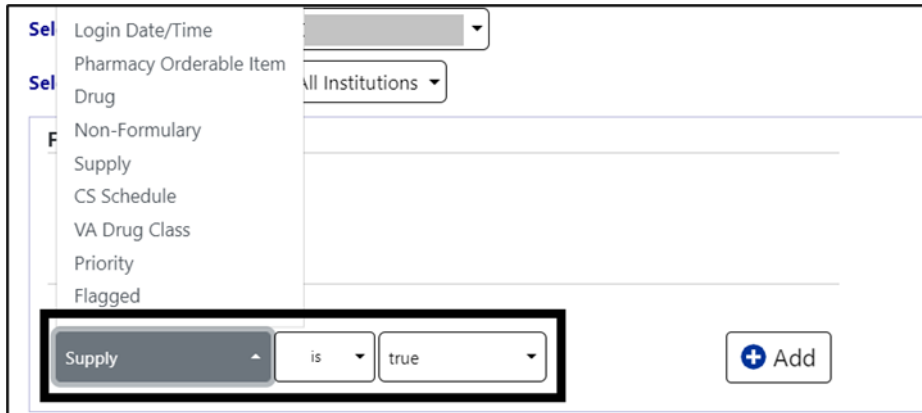 Sel
Login Date/Time
Pharmacy Orderable Item
Sel
All Institutions
Drug
F
Non-Formulary
Supply
CS Schedule
VA Drug Class
Priority
Flagged
Supply is true
Add